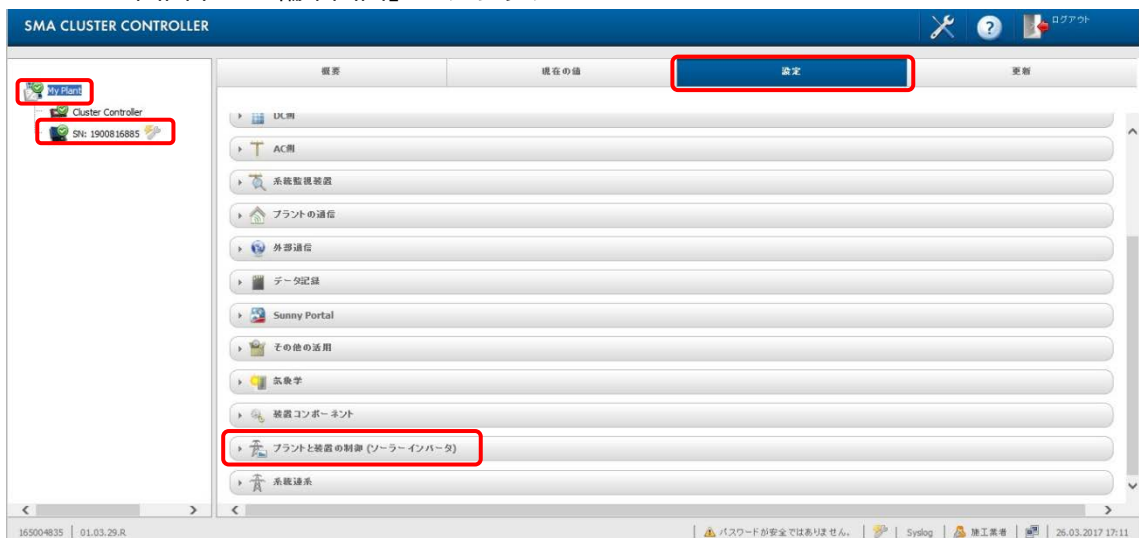 SMA CLUSTER CONTROLLER
ログアウト
概要
現在の値
設定
更新
My Plant
Cluster Controller
SN: 1900816885
DC側
AC側
系統監視装置
プラントの通信
外部通信
データ記録
Sunny Portal
その他の活用
気象学
装置コンポーネント
プラントと装置の制御 (ソーラーインバータ)
系統連系
165004835 | 01.03.29.R
パスワードが安全ではありません。 | Syslog | 施工業者 | 26.03.2017 17:11